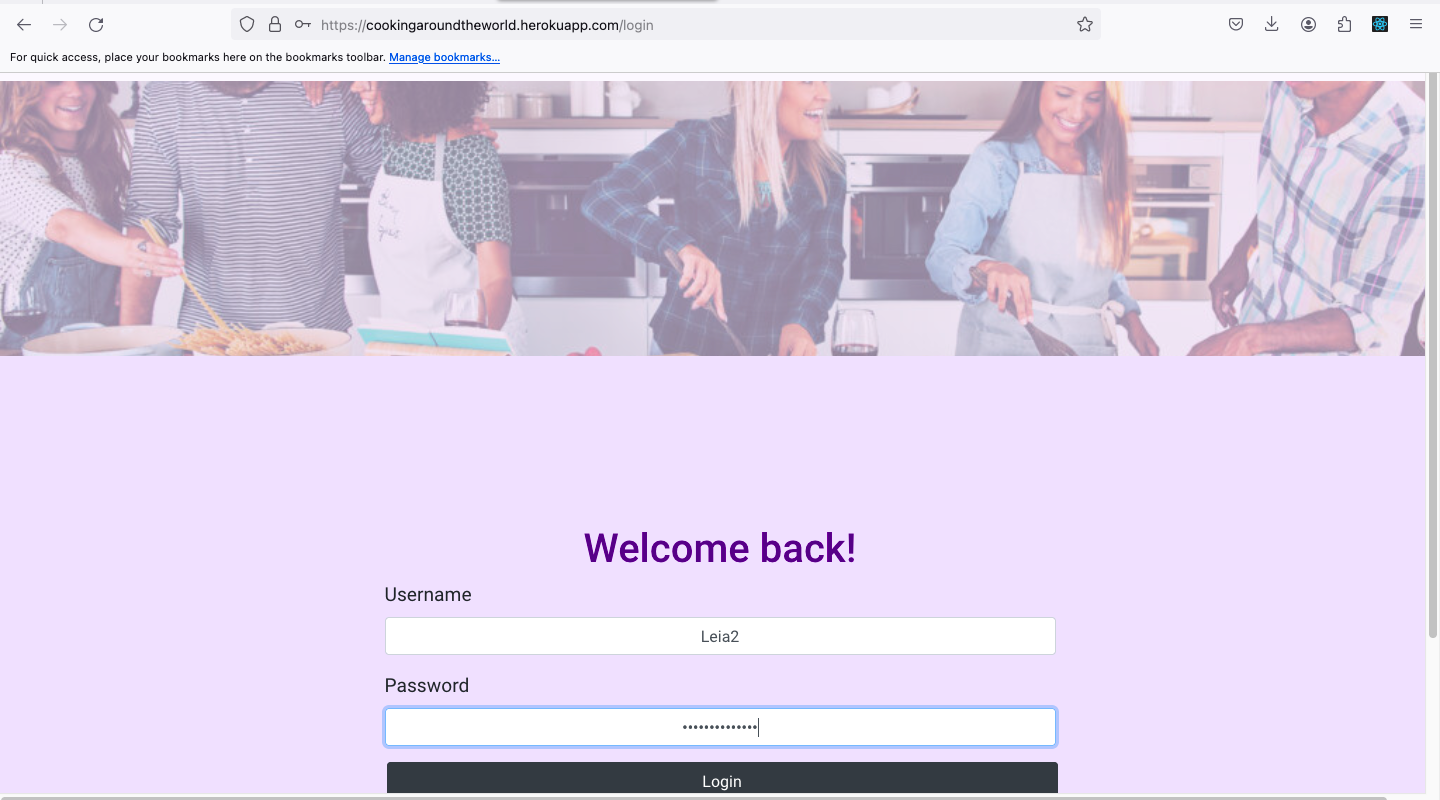 https://cookingaroundtheworld.herokuapp.com/login
For quick access, place your bookmarks here on the bookmarks toolbar. Manage bookmarks...
Welcome back!
Username
Leia2
Password
••••••••••••••
Login